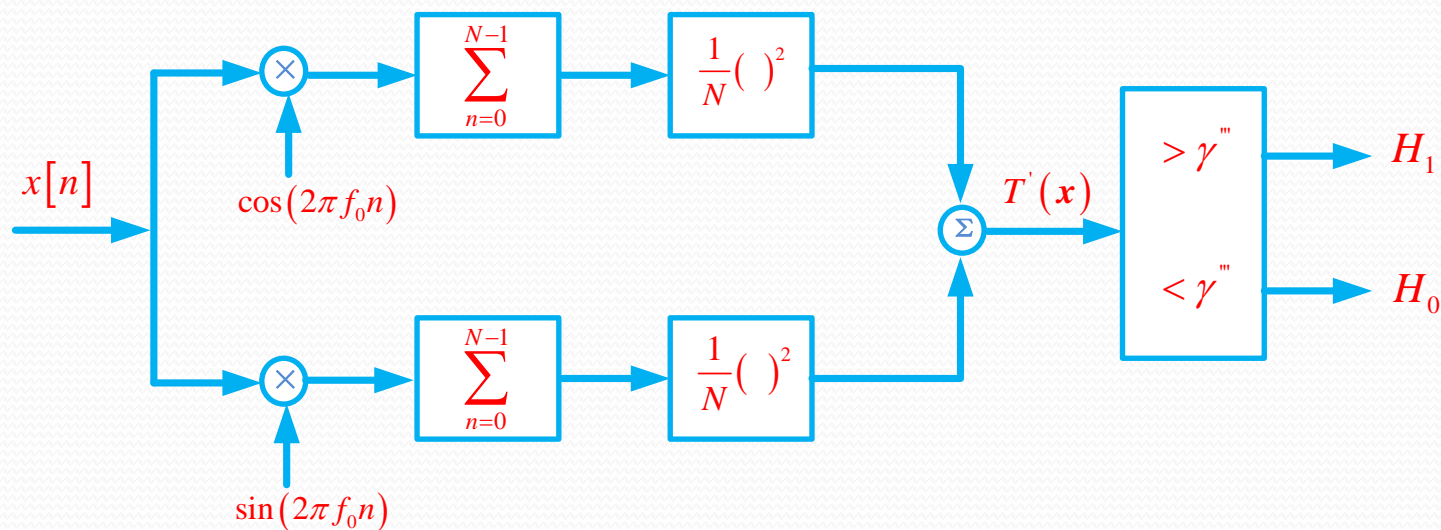 x[n]
×
cos(2πf₀n)
N−1
∑
n=0
1/N ( )²
×
sin(2πf₀n)
N−1
∑
n=0
1/N ( )²
Σ
T'(x)
> γ'''
< γ'''
H₁
H₀